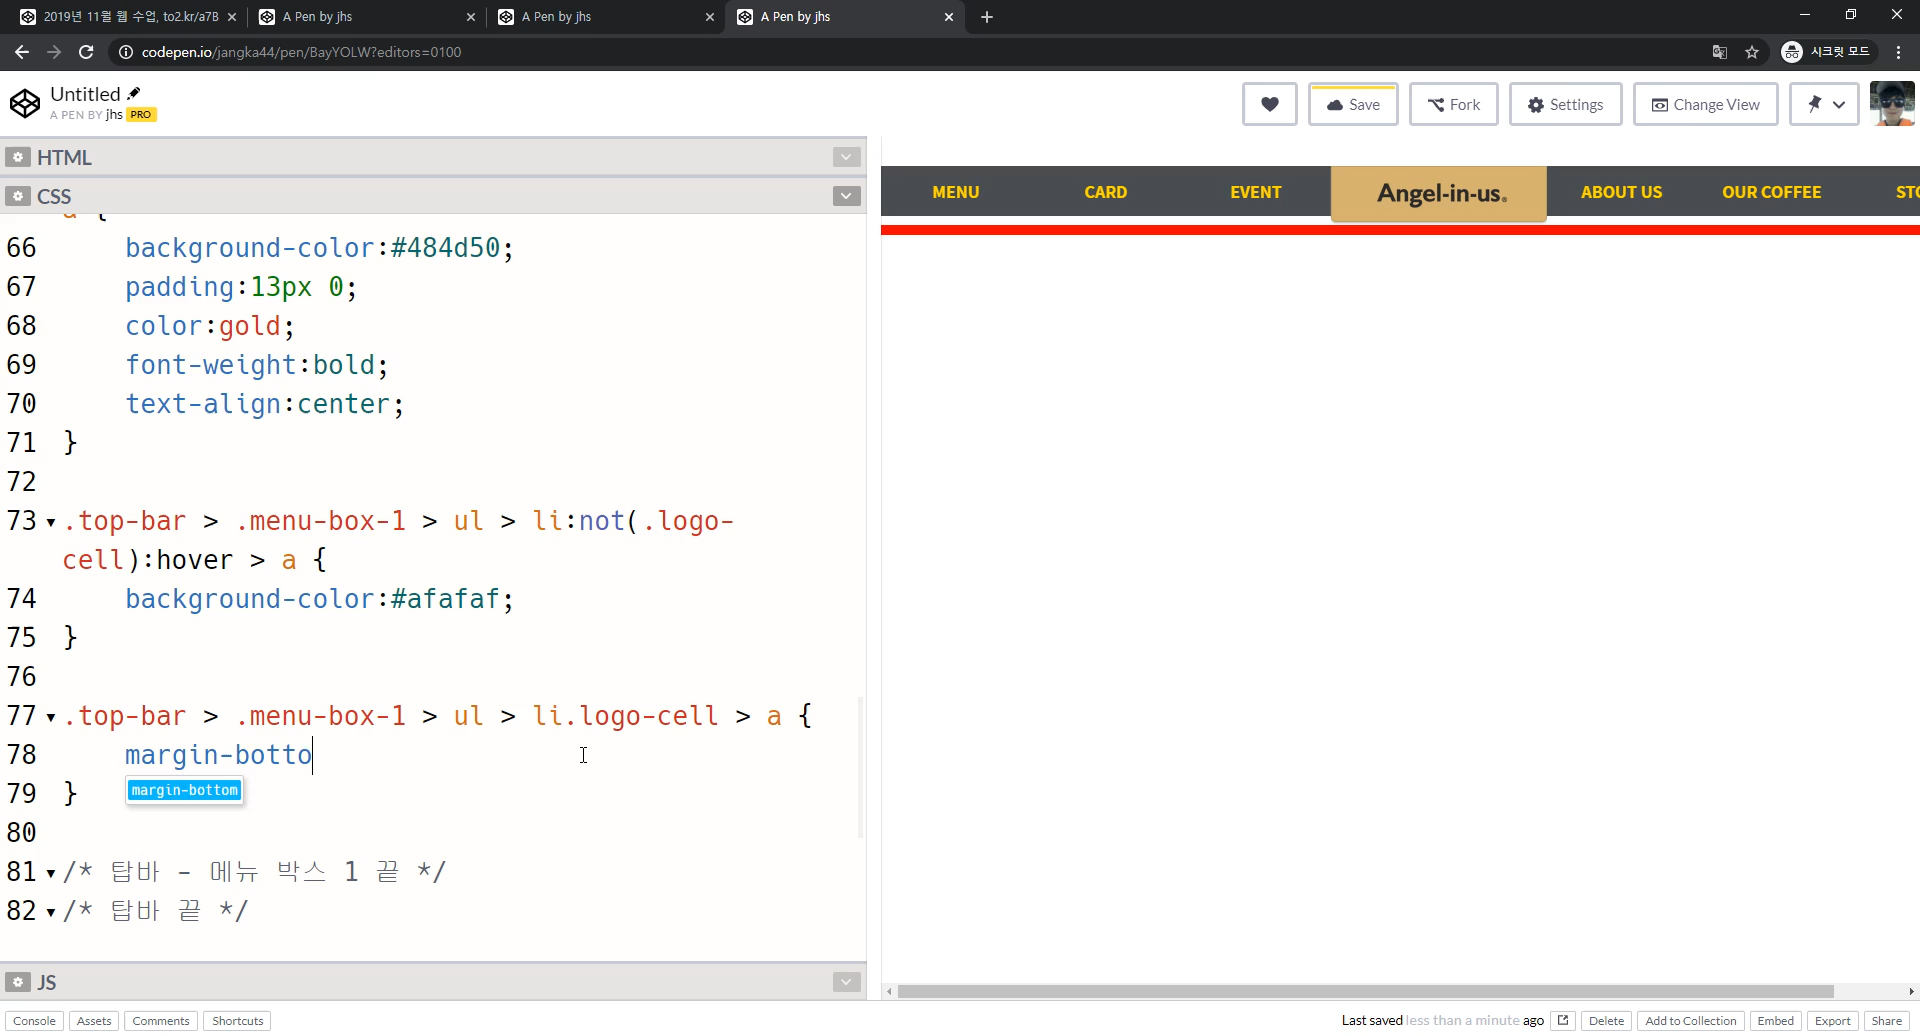 2019년 11월 웹 수업, to2.kr/a7B
A Pen by jhs
A Pen by jhs
A Pen by jhs
codepen.io/jangka44/pen/BayYOLW?editors=0100
시크릿 모드
Untitled
A PEN BY jhs PRO
Save
Fork
Settings
Change View
HTML
CSS
a {
66 background-color:#484d50;
67 padding:13px 0;
68 color:gold;
69 font-weight:bold;
70 text-align:center;
71 }
72
73 .top-bar > .menu-box-1 > ul > li:not(.logo-
cell):hover > a {
74 background-color:#afafaf;
75 }
76
77 .top-bar > .menu-box-1 > ul > li.logo-cell > a {
78 margin-botto
margin-bottom
79 }
80
81 /* 탑바 - 메뉴 박스 1 끝 */
82 /* 탑바 끝 */
JS
MENU CARD EVENT Angel-in-us. ABOUT US OUR COFFEE STO
Console Assets Comments Shortcuts
Last saved less than a minute ago Delete Add to Collection Embed Export Share